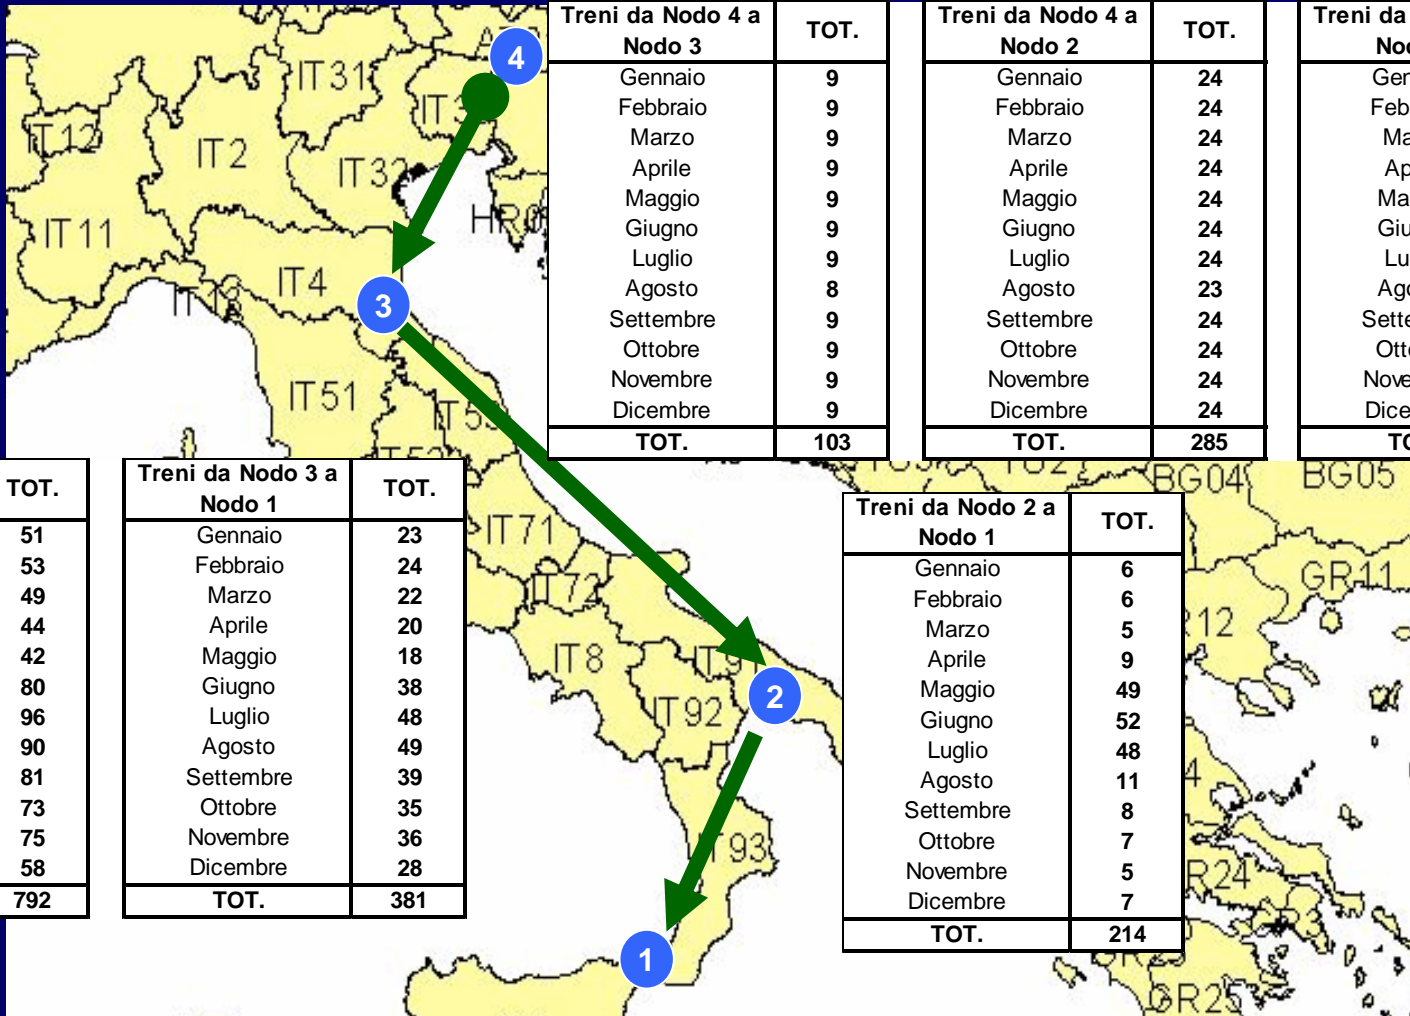 Treni da Nodo 4 a Nodo 3 TOT.
Gennaio 9
Febbraio 9
Marzo 9
Aprile 9
Maggio 9
Giugno 9
Luglio 9
Agosto 8
Settembre 9
Ottobre 9
Novembre 9
Dicembre 9
TOT. 103
Treni da Nodo 4 a Nodo 2 TOT.
Gennaio 24
Febbraio 24
Marzo 24
Aprile 24
Maggio 24
Giugno 24
Luglio 24
Agosto 23
Settembre 24
Ottobre 24
Novembre 24
Dicembre 24
TOT. 285
Treni da
4
IT31
IT12
IT2
IT32
IT11
IT4
3
IT51
BG04
BG05
TOT.
51
53
49
44
42
80
96
90
81
73
75
58
792
Treni da Nodo 3 a Nodo 1 TOT.
Gennaio 23
Febbraio 24
Marzo 22
Aprile 20
Maggio 18
Giugno 38
Luglio 48
Agosto 49
Settembre 39
Ottobre 35
Novembre 36
Dicembre 28
TOT. 381
IT71
IT72
IT8
IT92
2
IT93
1
Treni da Nodo 2 a Nodo 1 TOT.
Gennaio 6
Febbraio 6
Marzo 5
Aprile 9
Maggio 49
Giugno 52
Luglio 48
Agosto 11
Settembre 8
Ottobre 7
Novembre 5
Dicembre 7
TOT. 214
GR11
GR25